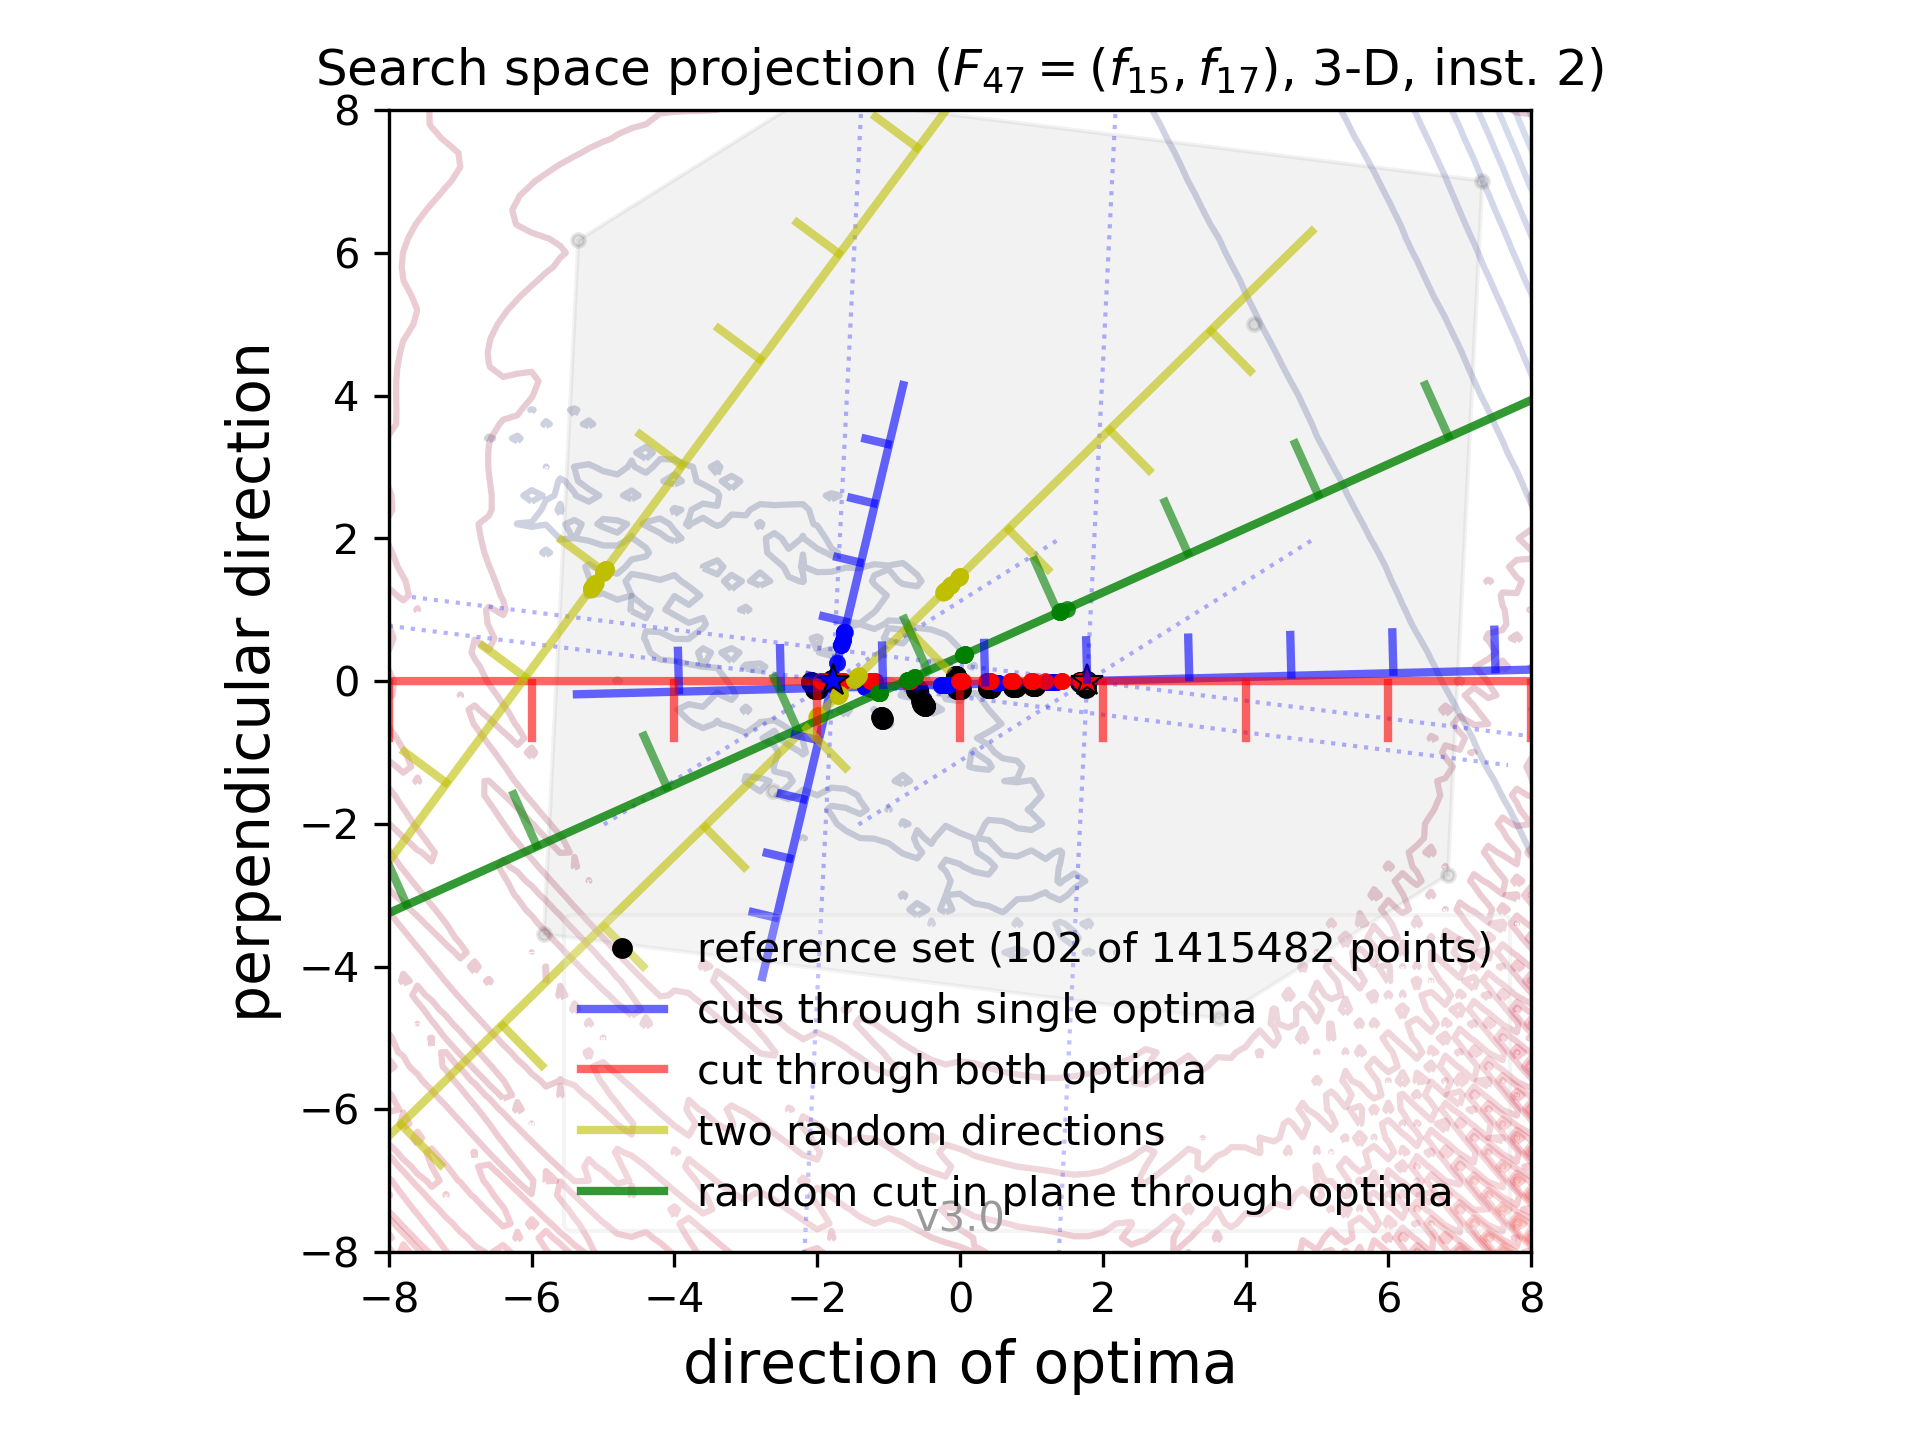 Search space projection (F₄₇ = (f₁₅, f₁₇), 3-D, inst. 2)
8
6
4
2
0
−2
−4
−6
−8
perpendicular direction
reference set (102 of 1415482 points)
cuts through single optima
cut through both optima
two random directions
random cut in plane through optima
v3.0
−8 −6 −4 −2 0 2 4 6 8
direction of optima